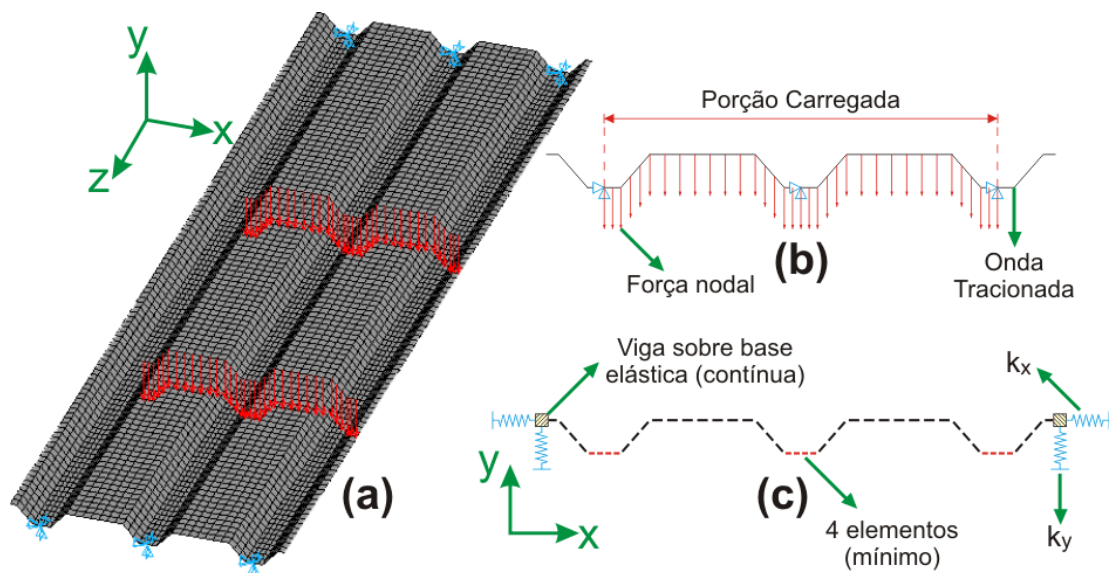 y
x
z
(a)
Porção Carregada
(b)
Força nodal
Onda
Tracionada
Viga sobre base
elástica (contínua)
kx
y
x
(c)
4 elementos
(mínimo)
ky